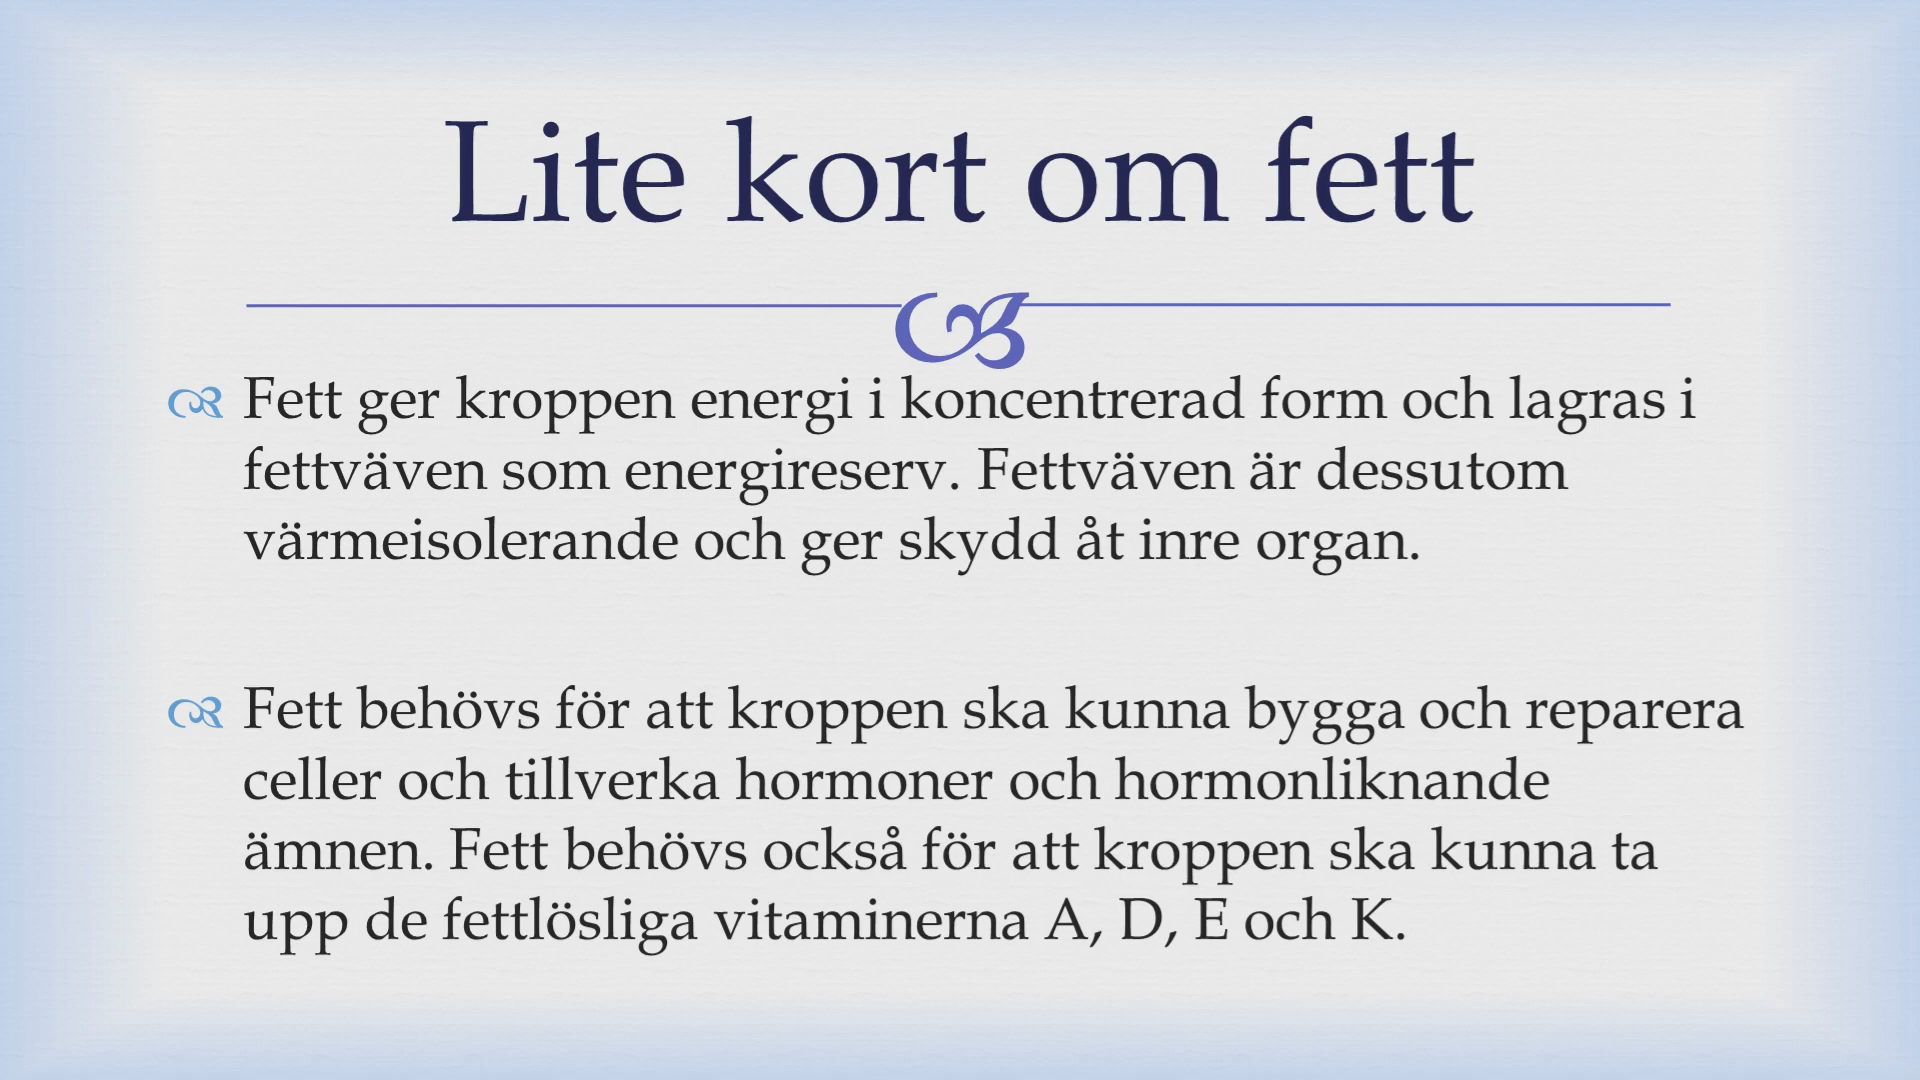 Lite kort om fett
Fett ger kroppen energi i koncentrerad form och lagras i
fettväven som energireserv. Fettväven är dessutom
värmeisolerande och ger skydd åt inre organ.
Fett behövs för att kroppen ska kunna bygga och reparera
celler och tillverka hormoner och hormonliknande
ämnen. Fett behövs också för att kroppen ska kunna ta
upp de fettlösliga vitaminerna A, D, E och K.